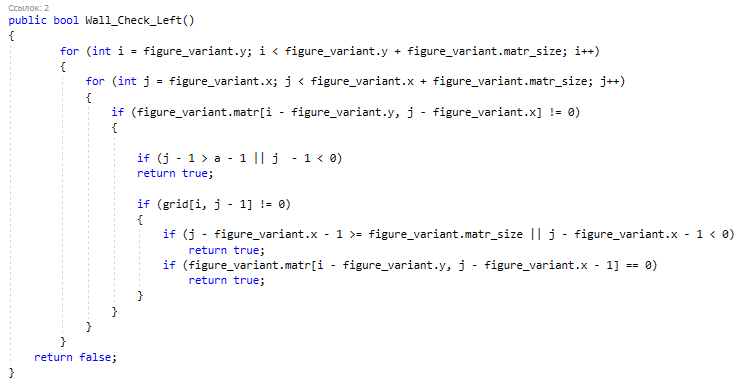 Ссылок: 2
public bool Wall_Check_Left()
{
for (int i = figure_variant.y; i < figure_variant.y + figure_variant.matr_size; i++)
{
for (int j = figure_variant.x; j < figure_variant.x + figure_variant.matr_size; j++)
{
if (figure_variant.matr[i - figure_variant.y, j - figure_variant.x] != 0)
{
if (j - 1 > a - 1 || j  - 1 < 0)
return true;
if (grid[i, j - 1] != 0)
{
if (j - figure_variant.x - 1 >= figure_variant.matr_size || j - figure_variant.x - 1 < 0)
return true;
if (figure_variant.matr[i - figure_variant.y, j - figure_variant.x - 1] == 0)
return true;
}
}
}
}
return false;
}